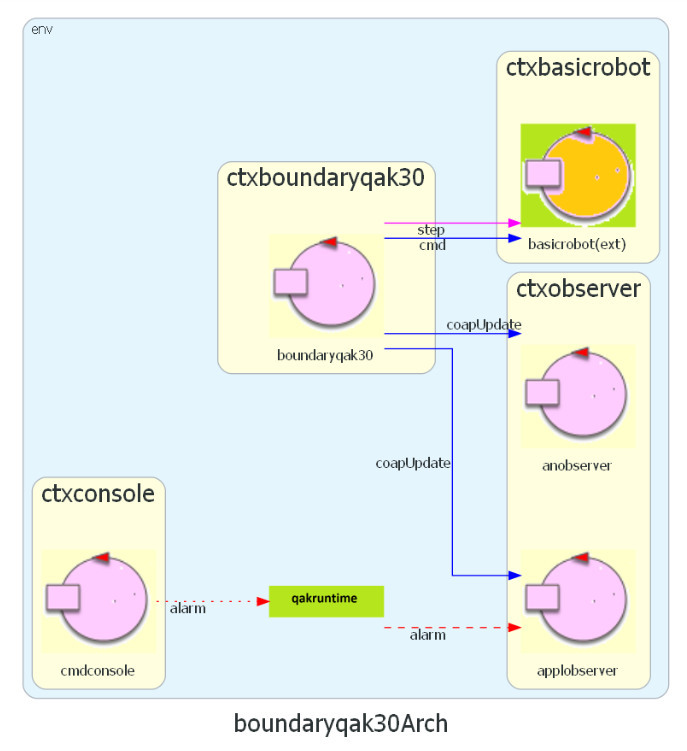 env
ctxbasicrobot
basicrobot(ext)
ctxboundaryqak30
step
cmd
boundaryqak30
ctxobserver
coapUpdate
anobserver
coapUpdate
ctxconsole
cmdconsole
alarm
qakruntime
alarm
applobserver
boundaryqak30Arch